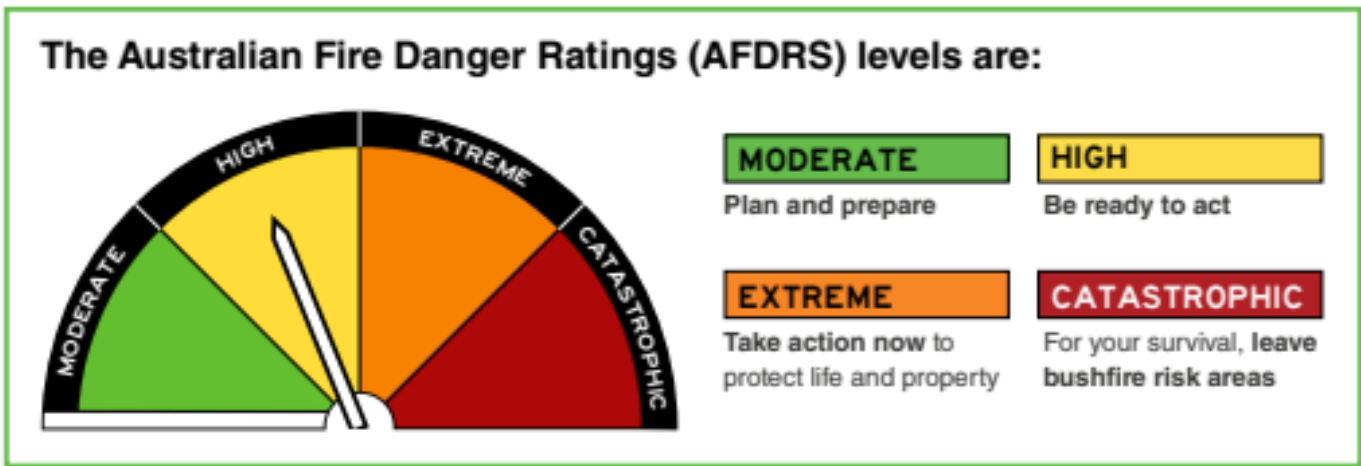 The Australian Fire Danger Ratings (AFDRS) levels are:
MODERATE
HIGH
EXTREME
CATASTROPHIC
MODERATE
Plan and prepare
HIGH
Be ready to act
EXTREME
Take action now to
protect life and property
CATASTROPHIC
For your survival, leave
bushfire risk areas